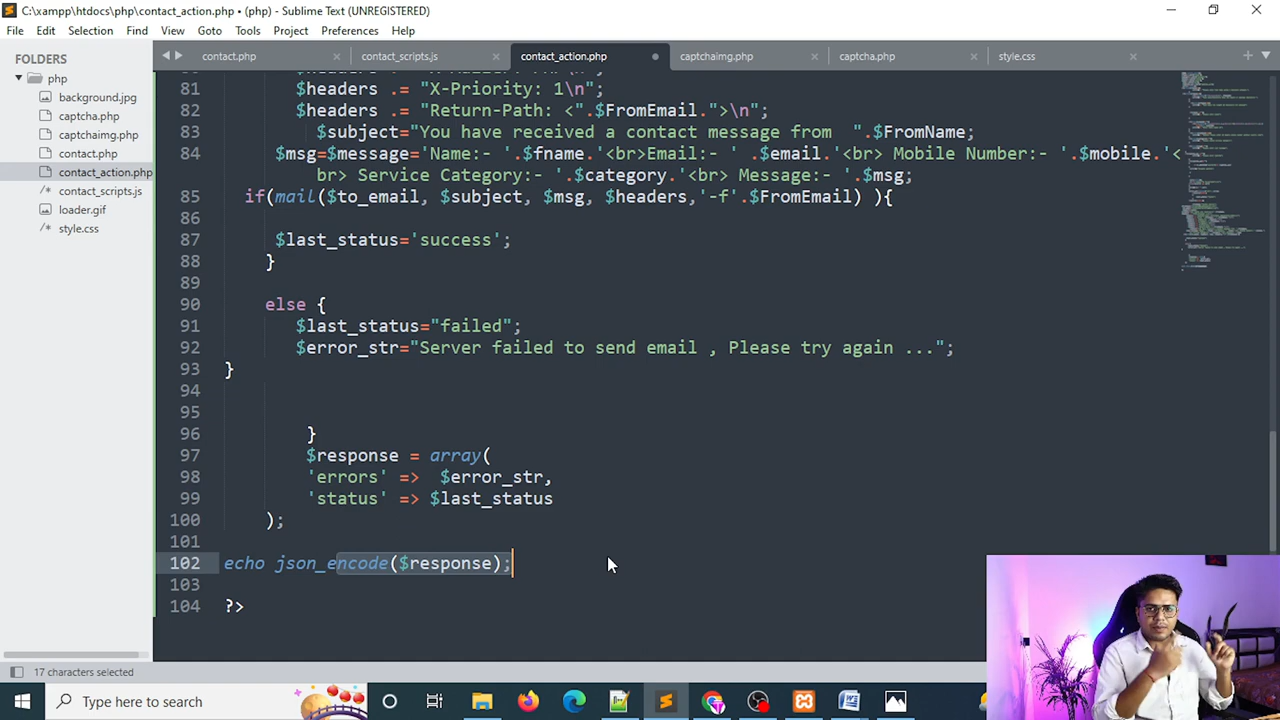 C:\xampp\htdocs\php\contact_action.php • (php) - Sublime Text (UNREGISTERED)
File Edit Selection Find View Goto Tools Project Preferences Help
FOLDERS
php
background.jpg
captcha.php
captchaimg.php
contact.php
contact_action.php
contact_scripts.js
loader.gif
style.css
contact.php contact_scripts.js contact_action.php captchaimg.php captcha.php style.css
81 $headers .= "X-Priority: 1\n";
82 $headers .= "Return-Path: <".$FromEmail.">\n";
83 $subject="You have received a contact message from ".$FromName;
84 $msg=$message='Name:- '.$fname.'<br>Email:- ' .$email.'<br> Mobile Number:- '.$mobile.'<
br> Service Category:- '.$category.'<br> Message:- '.$msg;
85 if(mail($to_email, $subject, $msg, $headers,'-f'.$FromEmail) ){
86
87 $last_status='success';
88 }
89
90 else {
91 $last_status="failed";
92 $error_str="Server failed to send email , Please try again ...";
93 }
94
95
96 }
97 $response = array(
98 'errors' => $error_str,
99 'status' => $last_status
100 );
101
102 echo json_encode($response);
103
104 ?>
17 characters selected
Type here to search